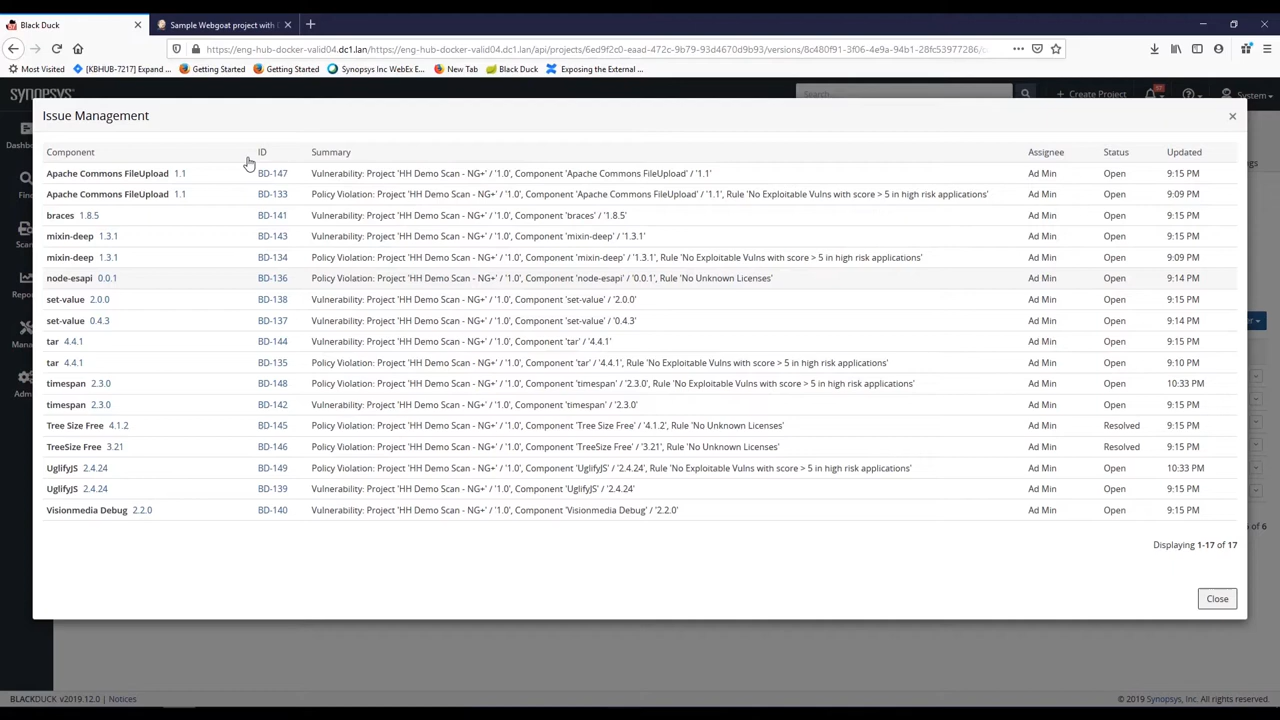 Black Duck
Sample Webgoat project with
https://eng-hub-docker-valid04.dc1.lan/https://eng-hub-docker-valid04.dc1.lan/api/projects/6ed9f2c0-eaad-472c-9b79-93d4670d9b93/versions/8c480f91-3f06-4e9a-94b1-28fc53977286/
Most Visited
[KBHUB-7217] Expand ...
Getting Started
Getting Started
Synopsys Inc WebEx E...
New Tab
Black Duck
Exposing the External ...
SYNOPSYS
Search
Create Project
System
Issue Management
Component ID Summary Assignee Status Updated
Apache Commons FileUpload 1.1 BD-147 Vulnerability: Project 'HH Demo Scan - NG+' / '1.0', Component 'Apache Commons FileUpload' / '1.1' Ad Min Open 9:15 PM
Apache Commons FileUpload 1.1 BD-133 Policy Violation: Project 'HH Demo Scan - NG+' / '1.0', Component 'Apache Commons FileUpload' / '1.1', Rule 'No Exploitable Vulns with score > 5 in high risk applications' Ad Min Open 9:09 PM
braces 1.8.5 BD-141 Vulnerability: Project 'HH Demo Scan - NG+' / '1.0', Component 'braces' / '1.8.5' Ad Min Open 9:15 PM
mixin-deep 1.3.1 BD-143 Vulnerability: Project 'HH Demo Scan - NG+' / '1.0', Component 'mixin-deep' / '1.3.1' Ad Min Open 9:15 PM
mixin-deep 1.3.1 BD-134 Policy Violation: Project 'HH Demo Scan - NG+' / '1.0', Component 'mixin-deep' / '1.3.1', Rule 'No Exploitable Vulns with score > 5 in high risk applications' Ad Min Open 9:09 PM
node-esapi 0.0.1 BD-136 Policy Violation: Project 'HH Demo Scan - NG+' / '1.0', Component 'node-esapi' / '0.0.1', Rule 'No Unknown Licenses' Ad Min Open 9:14 PM
set-value 2.0.0 BD-138 Vulnerability: Project 'HH Demo Scan - NG+' / '1.0', Component 'set-value' / '2.0.0' Ad Min Open 9:15 PM
set-value 0.4.3 BD-137 Vulnerability: Project 'HH Demo Scan - NG+' / '1.0', Component 'set-value' / '0.4.3' Ad Min Open 9:14 PM
tar 4.4.1 BD-144 Vulnerability: Project 'HH Demo Scan - NG+' / '1.0', Component 'tar' / '4.4.1' Ad Min Open 9:15 PM
tar 4.4.1 BD-135 Policy Violation: Project 'HH Demo Scan - NG+' / '1.0', Component 'tar' / '4.4.1', Rule 'No Exploitable Vulns with score > 5 in high risk applications' Ad Min Open 9:10 PM
timespan 2.3.0 BD-148 Policy Violation: Project 'HH Demo Scan - NG+' / '1.0', Component 'timespan' / '2.3.0', Rule 'No Exploitable Vulns with score > 5 in high risk applications' Ad Min Open 10:33 PM
timespan 2.3.0 BD-142 Vulnerability: Project 'HH Demo Scan - NG+' / '1.0', Component 'timespan' / '2.3.0' Ad Min Open 9:15 PM
Tree Size Free 4.1.2 BD-145 Policy Violation: Project 'HH Demo Scan - NG+' / '1.0', Component 'Tree Size Free' / '4.1.2', Rule 'No Unknown Licenses' Ad Min Resolved 9:15 PM
TreeSize Free 3.21 BD-146 Policy Violation: Project 'HH Demo Scan - NG+' / '1.0', Component 'TreeSize Free' / '3.21', Rule 'No Unknown Licenses' Ad Min Resolved 9:15 PM
UglifyJS 2.4.24 BD-149 Policy Violation: Project 'HH Demo Scan - NG+' / '1.0', Component 'UglifyJS' / '2.4.24', Rule 'No Exploitable Vulns with score > 5 in high risk applications' Ad Min Open 10:33 PM
UglifyJS 2.4.24 BD-139 Vulnerability: Project 'HH Demo Scan - NG+' / '1.0', Component 'UglifyJS' / '2.4.24' Ad Min Open 9:15 PM
Visionmedia Debug 2.2.0 BD-140 Vulnerability: Project 'HH Demo Scan - NG+' / '1.0', Component 'Visionmedia Debug' / '2.2.0' Ad Min Open 9:15 PM
Displaying 1-17 of 17
Close
BLACKDUCK v2019.12.0 | Notices
© 2019 Synopsys, Inc. All rights reserved.